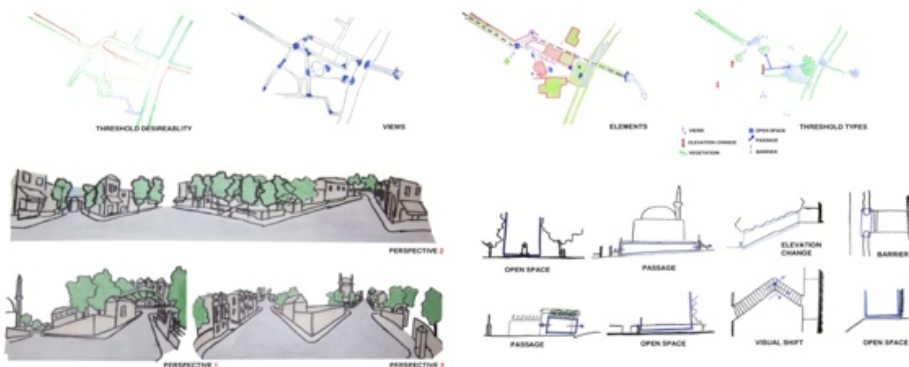 THRESHOLD DESIREABLITY
VIEWS
ELEMENTS
THRESHOLD TYPES
VIEWS
ELEVATION CHANGE
VEGETATION
OPEN SPACE
PASSAGE
BARRIER
PERSPECTIVE 2
PERSPECTIVE 1
PERSPECTIVE 3
OPEN SPACE
PASSAGE
ELEVATION
CHANGE
BARRIER
PASSAGE
OPEN SPACE
VISUAL SHIFT
OPEN SPACE